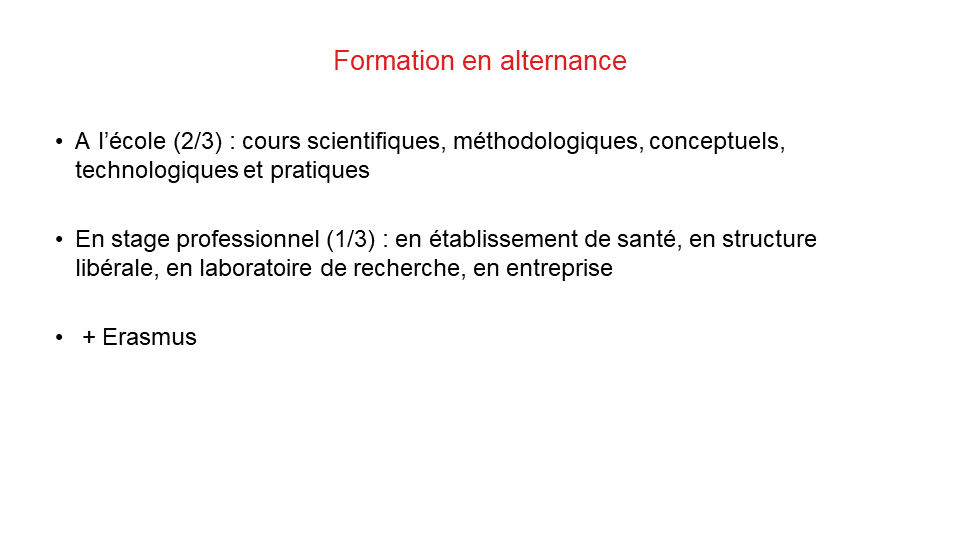 Formation en alternance
• A l’école (2/3) : cours scientifiques, méthodologiques, conceptuels,
technologiques et pratiques
• En stage professionnel (1/3) : en établissement de santé, en structure
libérale, en laboratoire de recherche, en entreprise
• + Erasmus